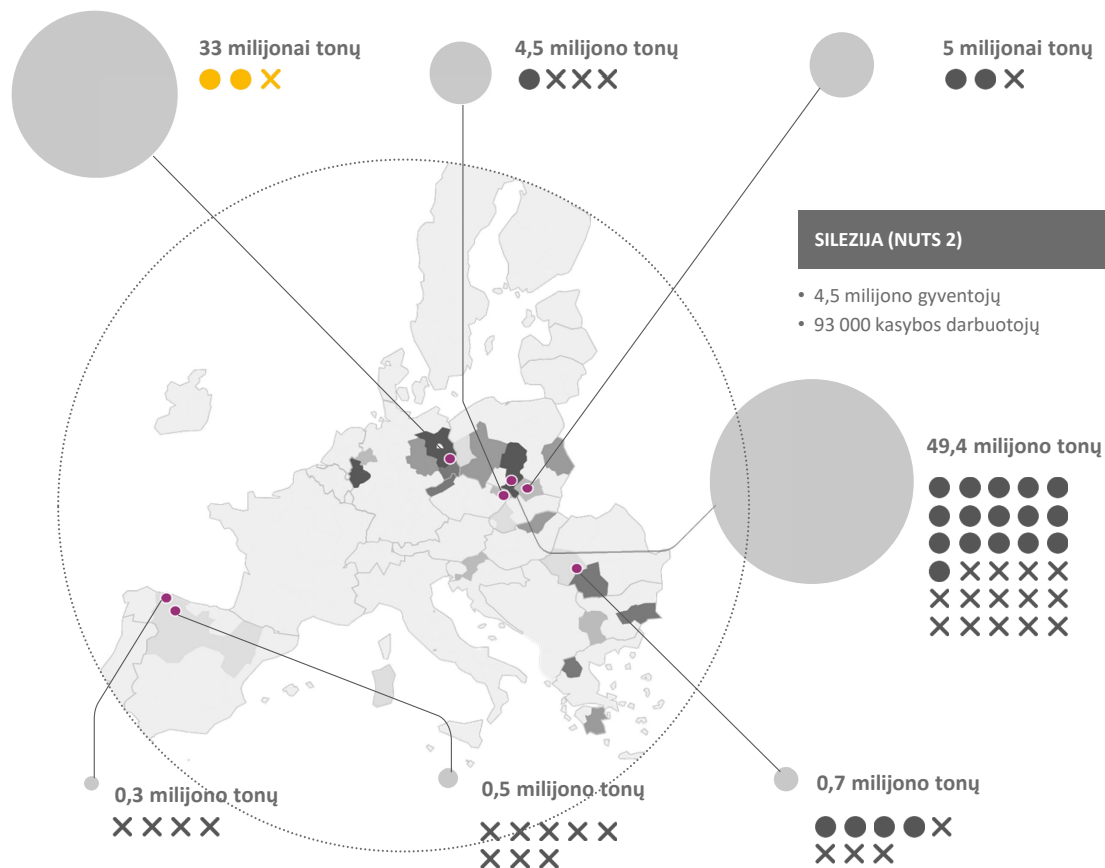 33 milijonai tonų
4,5 milijono tonų
5 milijonai tonų
SILEZIJA (NUTS 2)
• 4,5 milijono gyventojų
• 93 000 kasybos darbuotojų
49,4 milijono tonų
0,3 milijono tonų
0,5 milijono tonų
0,7 milijono tonų